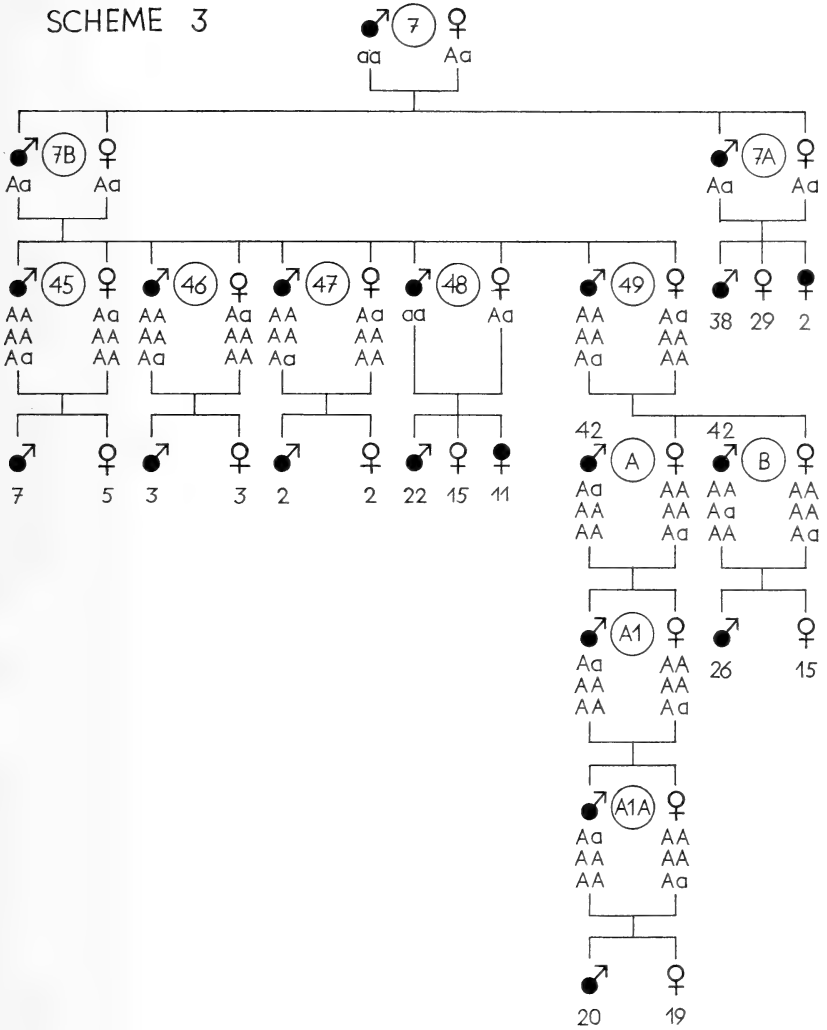 SCHEME 3
♂ 7 ♀
aa Aa
♂ 7B ♀ ♂ 7A ♀
Aa Aa Aa Aa
♂ 45 ♀ ♂ 46 ♀ ♂ 47 ♀ ♂ 48 ♀ ♂ 49 ♀ ♂ ♀ ♀
AA Aa AA Aa AA Aa aa Aa AA Aa 38 29 2
AA AA AA AA AA AA AA AA
Aa AA Aa AA Aa AA Aa AA
42 42
♂ ♀ ♂ ♀ ♂ ♀ ♂ ♀ ♀ ♂ A ♀ ♂ B ♀
7 5 3 3 2 2 22 15 11 Aa AA AA AA
AA AA Aa AA
AA Aa AA Aa
♂ A1 ♀ ♂ ♀
Aa AA 26 15
AA AA
AA Aa
♂ A1A ♀
Aa AA
AA AA
AA Aa
♂ ♀
20 19